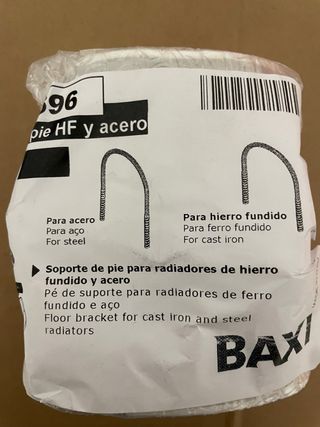 96
pie HF y acero
Para acero
Para aço
For steel
Para hierro fundido
Para ferro fundido
For cast iron
Soporte de pie para radiadores de hierro
fundido y acero
Pé de suporte para radiadores de ferro
fundido e aço
Floor bracket for cast iron and steel
radiators
BAXI